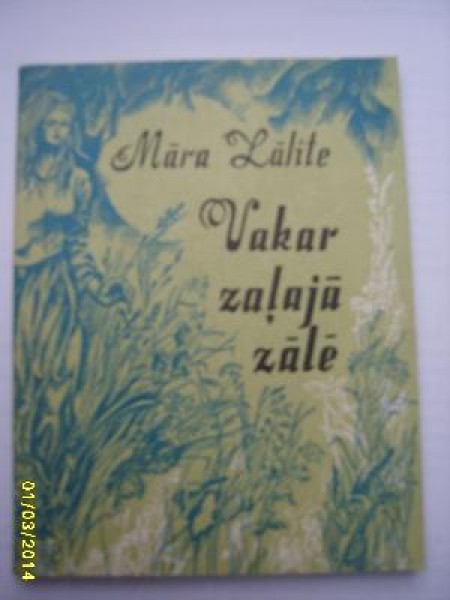 Māra Zālīte
Vakar
zaļajā
zālē
01/03/2014